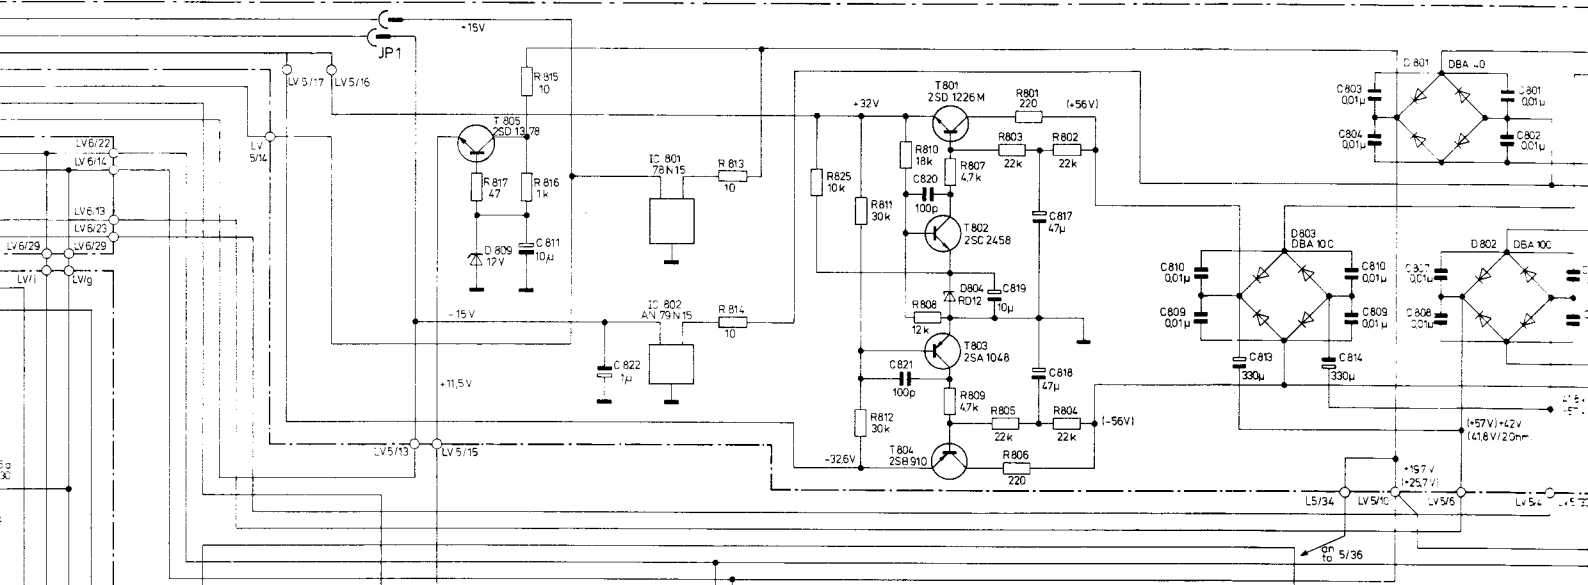 +15V
JP1
LV5/17
LV5/16
R815
10
T805
2SD 1378
LV
5/14
R817
47
R816
1k
D809
12V
C811
10µ
LV6/22
LV6/14
LV6/13
LV6/23
LV6/29
LV6/29
LV/i
LV/g
IC 801
78N15
R813
10
IC 802
AN 79N15
R814
10
-15V
C822
1µ
+11,5V
LV5/13
LV5/15
+32V
T801
2SD 1226M
R801
220
(+56V)
R803
22k
R802
22k
R810
18k
R807
4,7k
C820
100p
R825
10k
R811
30k
T802
2SC 2458
C817
47µ
D804
RD12
C819
10µ
R808
12k
T803
2SA 1048
C821
100p
C818
47µ
R809
4,7k
R812
30k
R805
22k
R804
22k
(-56V)
T804
2SB 910
-32,6V
R806
220
D801
DBA 40
C803
0,01µ
C804
0,01µ
C801
0,01µ
C802
0,01µ
D803
DBA 10C
C810
0,01µ
C809
0,01µ
C810
0,01µ
C809
0,01µ
C813
330µ
C814
330µ
D802
DBA 10C
C807
0,01µ
C808
0,01µ
(+57V)+42V
(41,8V/2Ohm)
+19,7V
(+25,7V)
L5/34
LV5/10
LV5/6
LV5/4
an
to 5/36